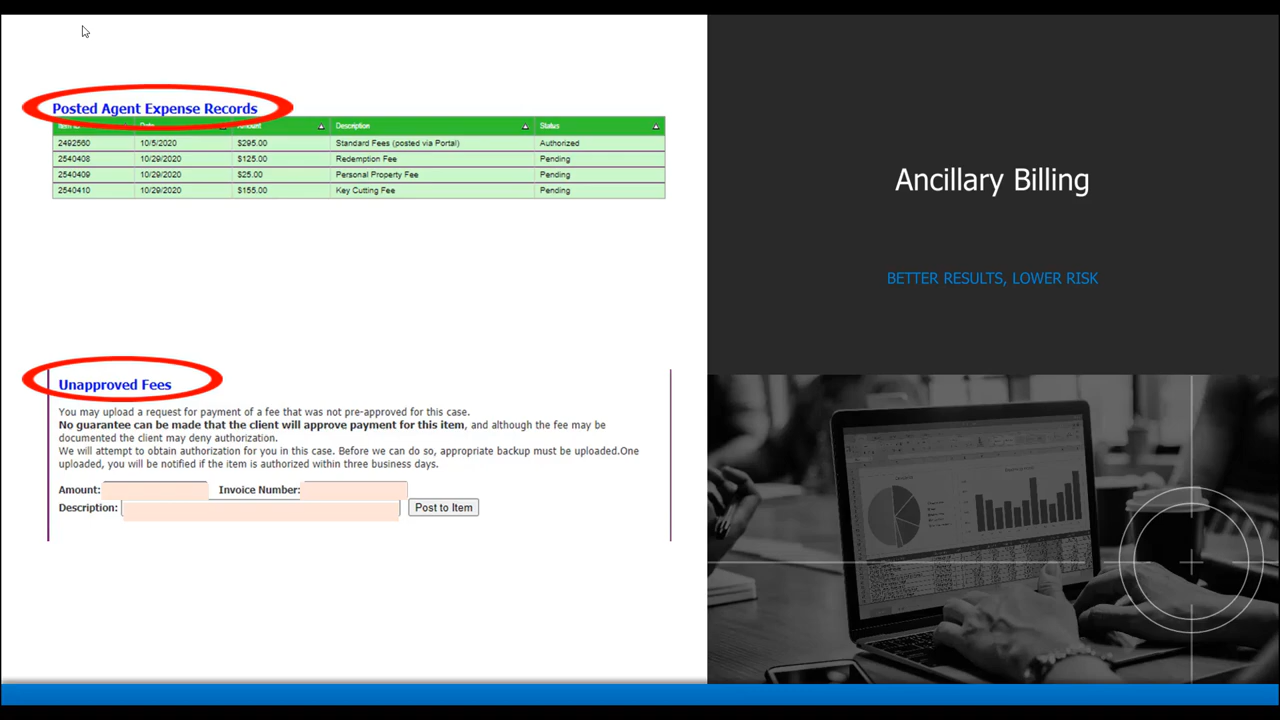 Posted Agent Expense Records
Description Status
2492560 10/5/2020 $295.00 Standard Fees (posted via Portal) Authorized
2540408 10/29/2020 $125.00 Redemption Fee Pending
2540409 10/29/2020 $25.00 Personal Property Fee Pending
2540410 10/29/2020 $155.00 Key Cutting Fee Pending
Ancillary Billing
BETTER RESULTS, LOWER RISK
Unapproved Fees
You may upload a request for payment of a fee that was not pre-approved for this case.
No guarantee can be made that the client will approve payment for this item, and although the fee may be
documented the client may deny authorization.
We will attempt to obtain authorization for you in this case. Before we can do so, appropriate backup must be uploaded.One
uploaded, you will be notified if the item is authorized within three business days.
Amount: Invoice Number:
Description: Post to Item